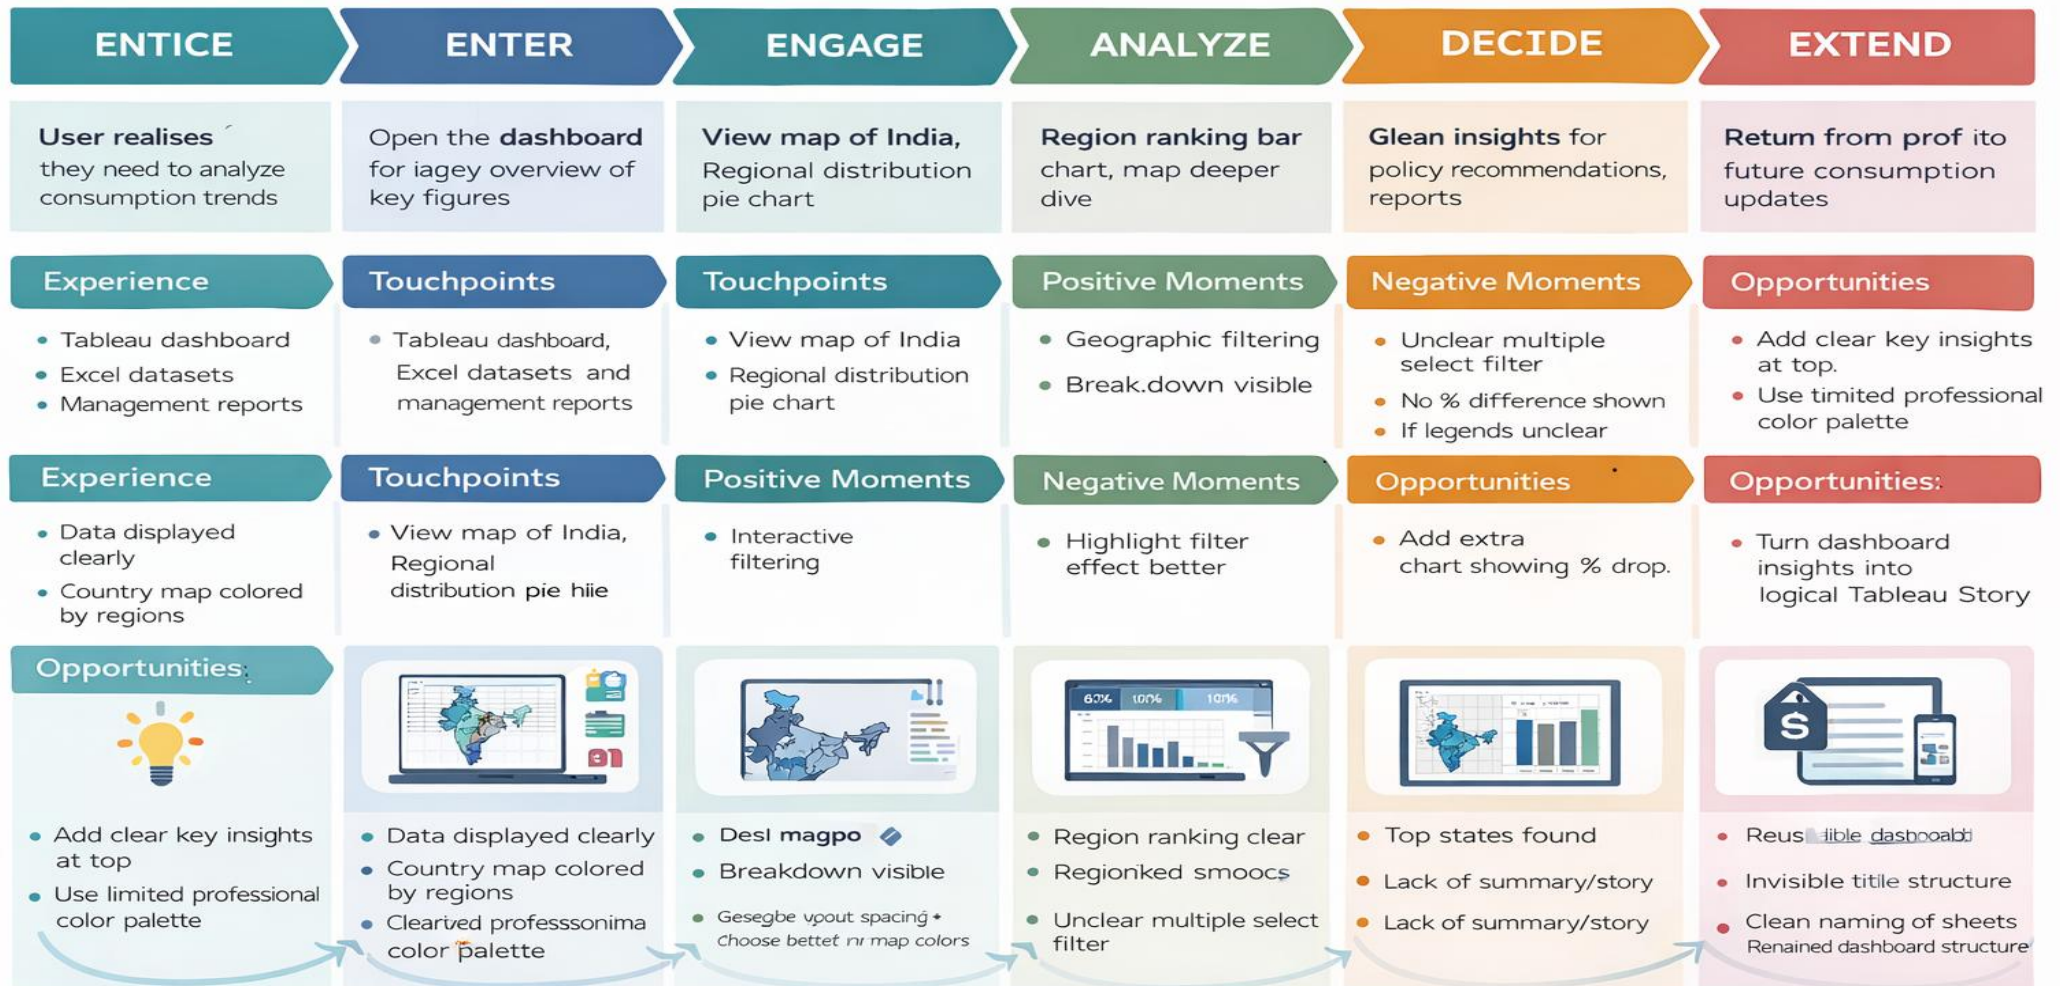 ENTICE
ENTER
ENGAGE
ANALYZE
DECIDE
EXTEND
User realises
they need to analyze
consumption trends
Open the dashboard
for iagey overview of
key figures
View map of India,
Regional distribution
pie chart
Region ranking bar
chart, map deeper
dive
Glean insights for
policy recommendations,
reports
Return from prof ito
future consumption
updates
Experience
Touchpoints
Touchpoints
Positive Moments
Negative Moments
Opportunities
• Tableau dashboard
• Excel datasets
• Management reports
• Tableau dashboard,
Excel datasets and
management reports
• View map of India
• Regional distribution
pie chart
• Geographic filtering
• Break.down visible
• Unclear multiple
select filter
• No % difference shown
• If legends unclear
• Add clear key insights
at top.
• Use timited professional
color palette
Experience
Touchpoints
Positive Moments
Negative Moments
Opportunities
Opportunities:
• Data displayed
clearly
• Country map colored
by regions
• View map of India,
Regional
distribution pie hiie
• Interactive
filtering
• Highlight filter
effect better
• Add extra
chart showing % drop.
• Turn dashboard
insights into
logical Tableau Story
Opportunities:
• Add clear key insights
at top
• Use limited professional
color palette
• Data displayed clearly
• Country map colored
by regions
• professsonima
color palette
• Desl magpo
• Breakdown visible
• spacing
Choose map colors
• Region ranking clear
• Regionked smoocs
• Unclear multiple select
filter
• Top states found
• Lack of summary/story
• Lack of summary/story
$
• Reus
• Invisible titile structure
• Clean naming of sheets
Renained dashboard structure